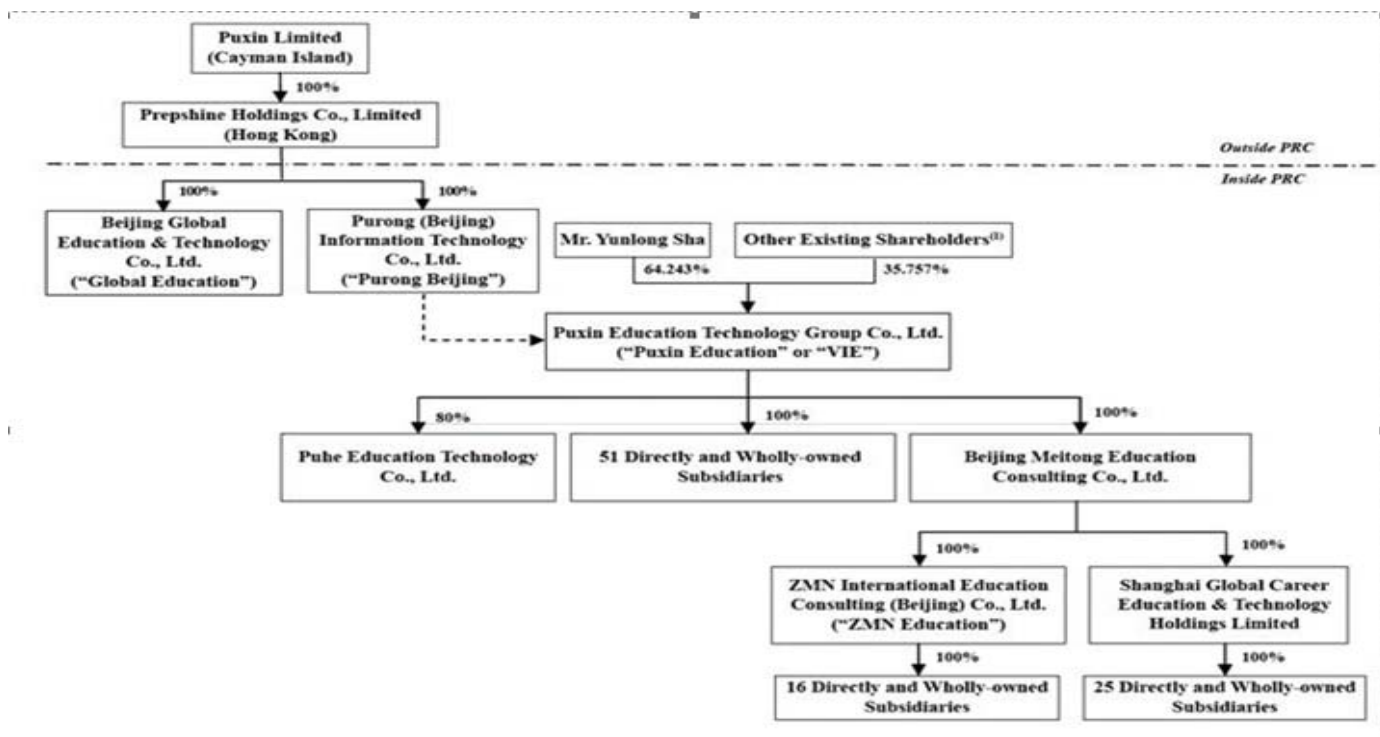 Puxin Limited
(Cayman Island)
100%
Prepshine Holdings Co., Limited
(Hong Kong)
Outside PRC
Inside PRC
100%
100%
Beijing Global
Education & Technology
Co., Ltd.
(“Global Education”)
Purong (Beijing)
Information Technology
Co., Ltd.
(“Purong Beijing”)
Mr. Yunlong Sha
Other Existing Shareholders(1)
64.243%
35.757%
Puxin Education Technology Group Co., Ltd.
(“Puxin Education” or “VIE”)
80%
100%
100%
Puhe Education Technology
Co., Ltd.
51 Directly and Wholly-owned
Subsidiaries
Beijing Meitong Education
Consulting Co., Ltd.
100%
100%
ZMN International Education
Consulting (Beijing) Co., Ltd.
(“ZMN Education”)
Shanghai Global Career
Education & Technology
Holdings Limited
100%
100%
16 Directly and Wholly-owned
Subsidiaries
25 Directly and Wholly-owned
Subsidiaries